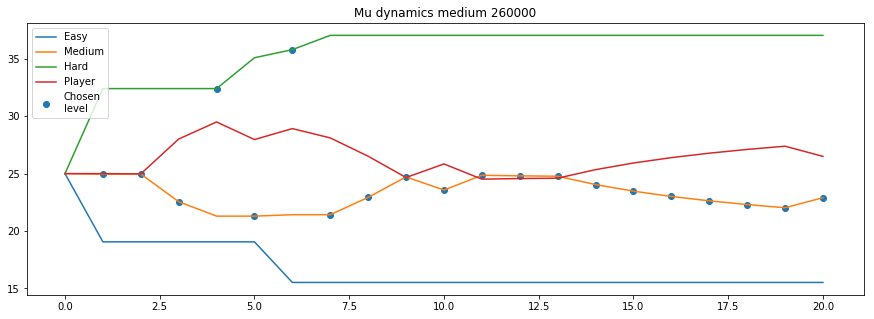 Mu dynamics medium 260000
Easy
Medium
Hard
Player
Chosen
level
35
30
25
20
15
0.0 2.5 5.0 7.5 10.0 12.5 15.0 17.5 20.0